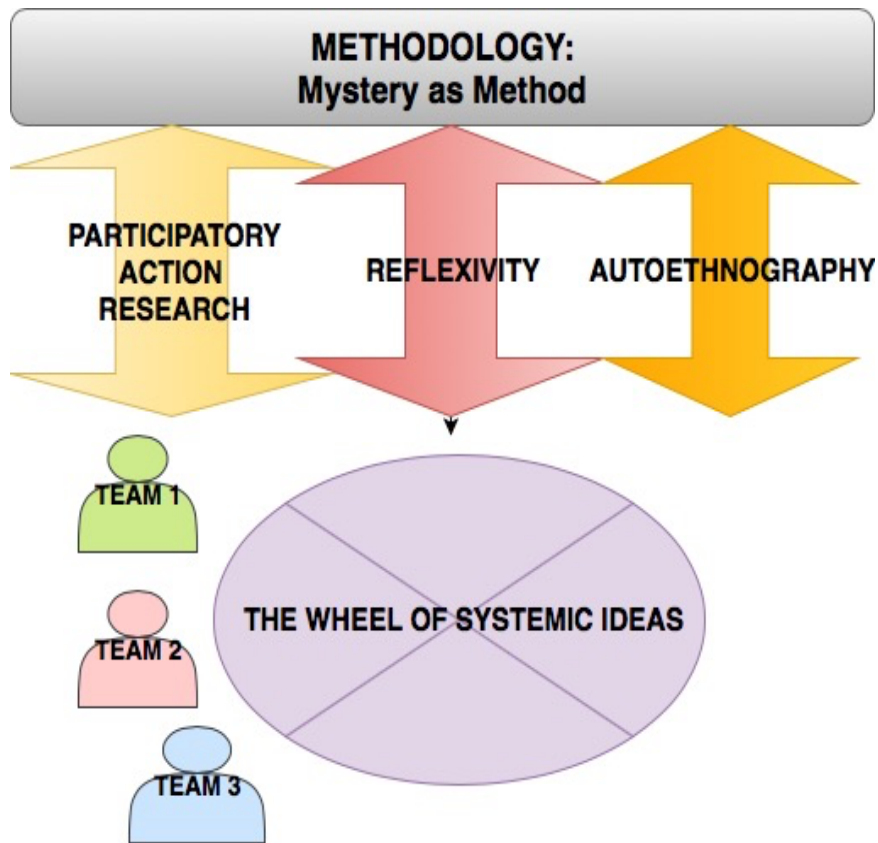 METHODOLOGY:
Mystery as Method
PARTICIPATORY
ACTION
RESEARCH
REFLEXIVITY
AUTOETHNOGRAPHY
TEAM 1
THE WHEEL OF SYSTEMIC IDEAS
TEAM 2
TEAM 3